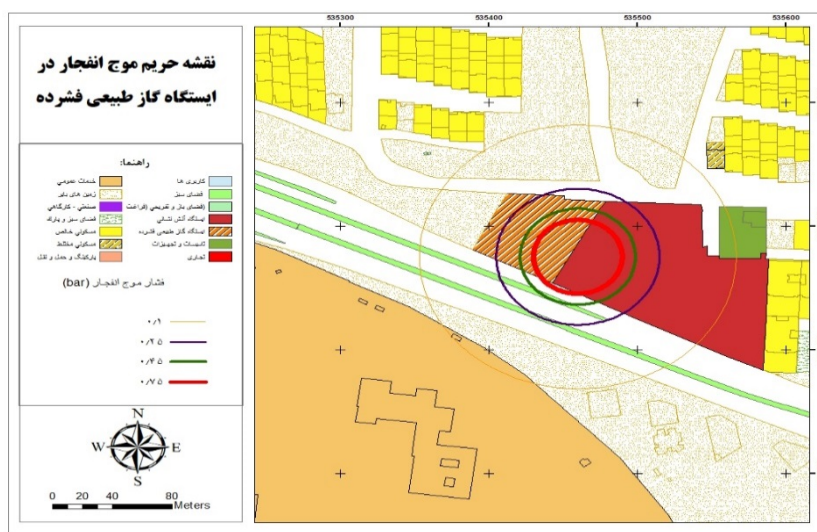 نقشه حریم موج انفجار در
ایستگاه گاز طبیعی فشرده
راهنما:
کاربری ها
خدمات عمومی
فضای سبز
زمین های بایر
فضای باز و تفریحی (فراغت)
صنعتی - کارگاهی
ایستگاه آتش نشانی
فضای سبز و پارک
ایستگاه گاز طبیعی فشرده
مسکونی خالص
تاسیسات و تجهیزات
مسکونی مختلط
تجاری
پارکینگ و حمل و نقل
فشار موج انفجار (bar)
۰/۱
۰/۲۵
۰/۴۵
۰/۷۵
N
W E
S
0 10 20 40 60 80
Meters
535300 535400 535500 535600